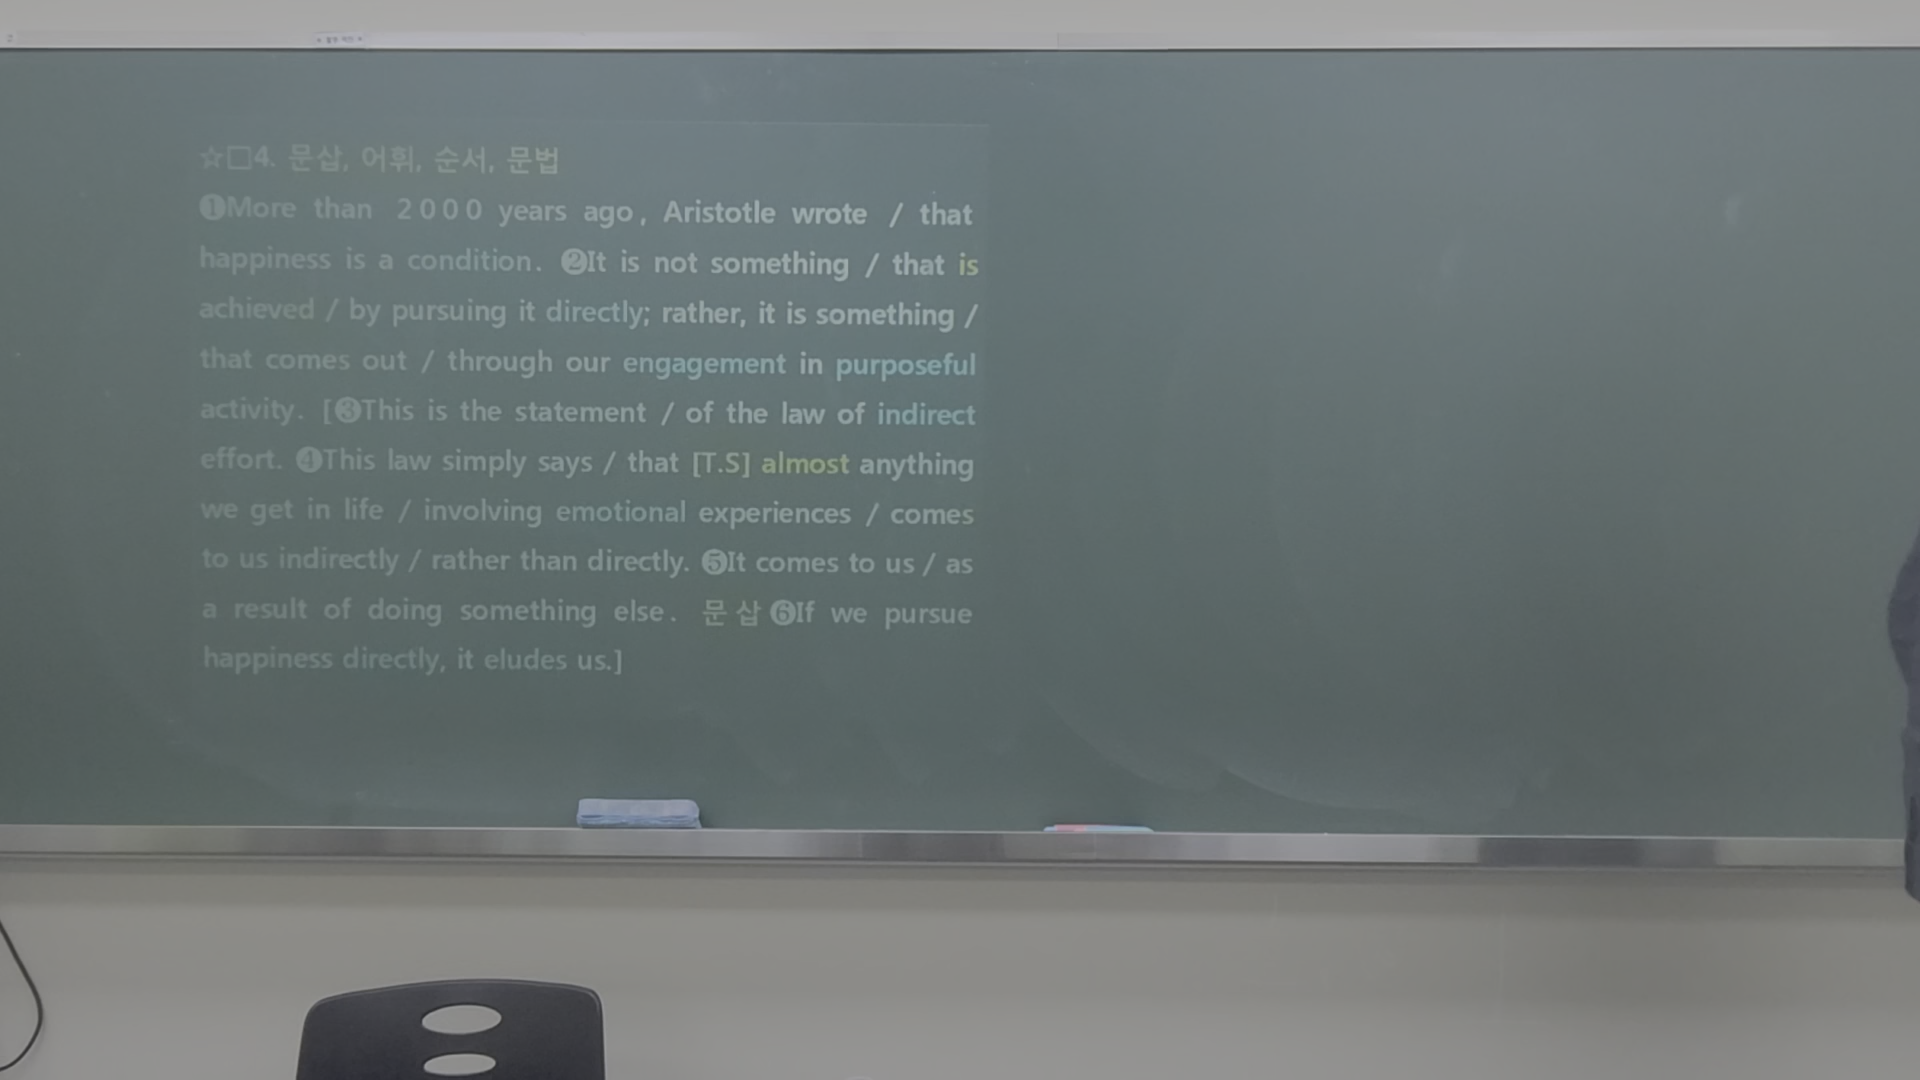 ☆□4. 문삽, 어휘, 순서, 문법
❶More than 2000 years ago, Aristotle wrote / that
happiness is a condition. ❷It is not something / that is
achieved / by pursuing it directly; rather, it is something /
that comes out / through our engagement in purposeful
activity. [❸This is the statement / of the law of indirect
effort. ❹This law simply says / that [T.S] almost anything
we get in life / involving emotional experiences / comes
to us indirectly / rather than directly. ❺It comes to us / as
a result of doing something else. 문삽❻If we pursue
happiness directly, it eludes us.]